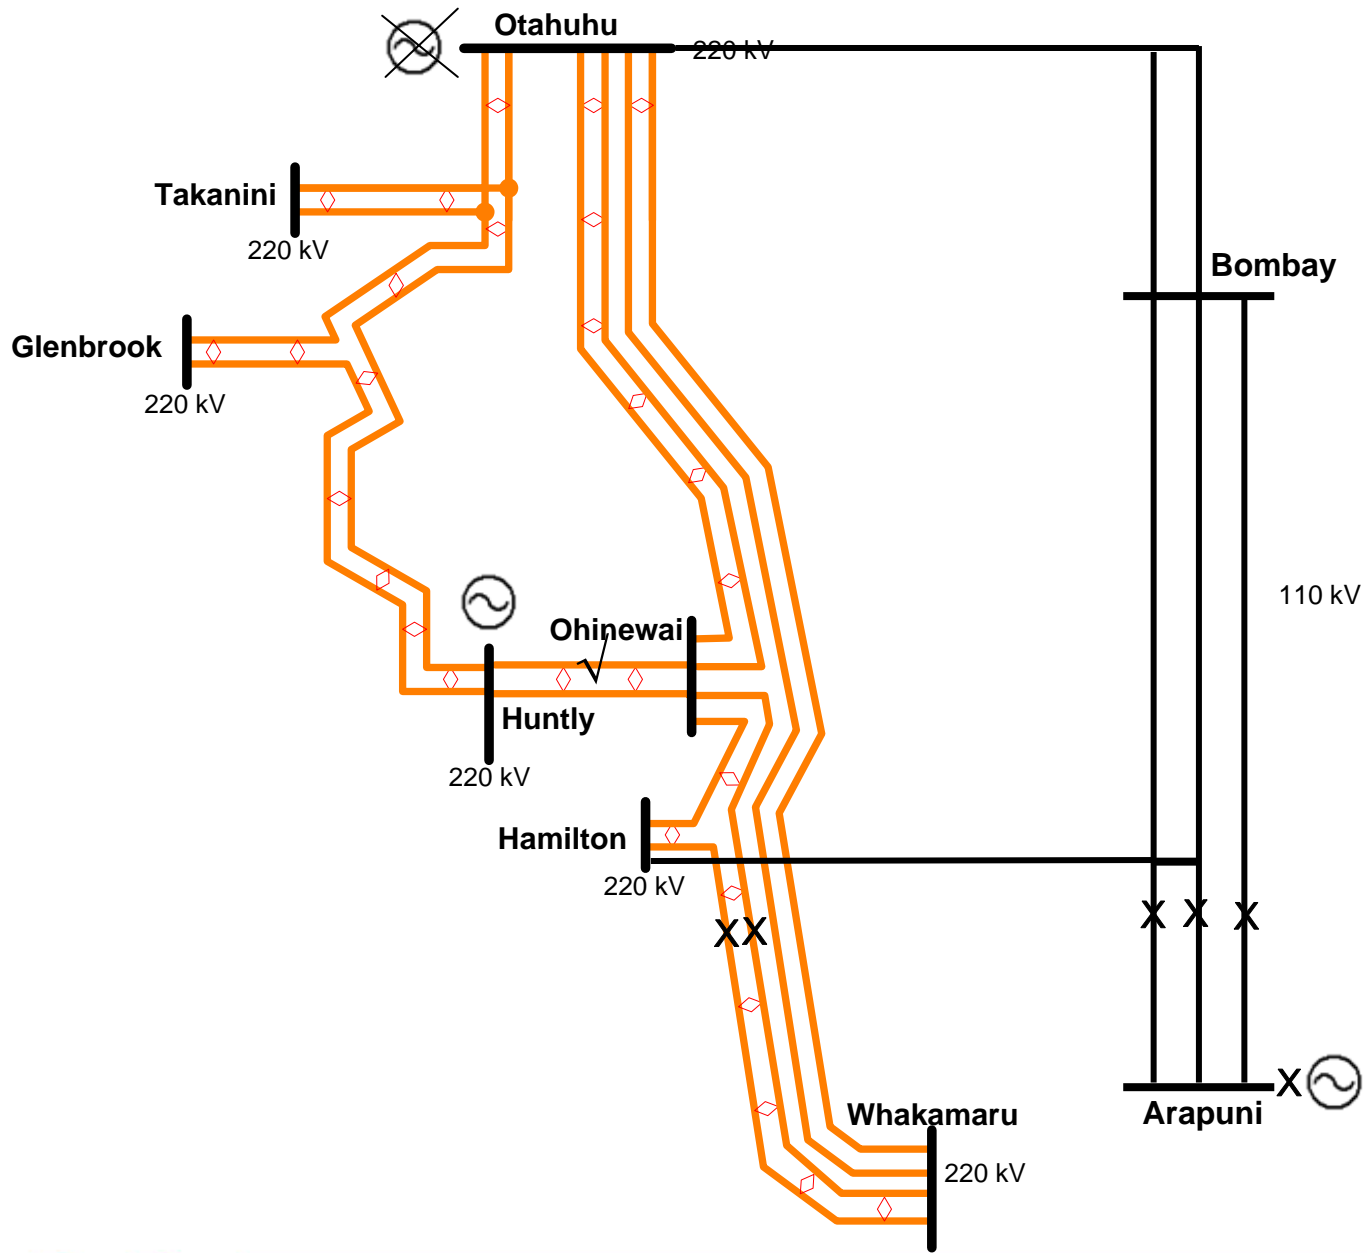 Otahuhu
220 kV
Takanini
220 kV
Bombay
Glenbrook
220 kV
110 kV
Ohinewai
Huntly
220 kV
Hamilton
220 kV
X X X
X X
X
Arapuni
Whakamaru
220 kV